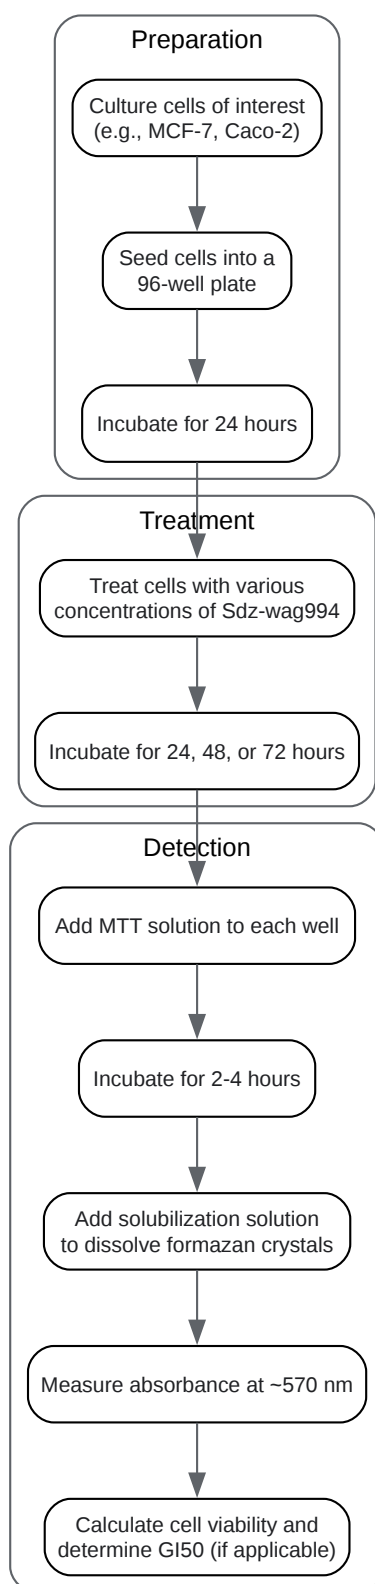 Preparation
Culture cells of interest
(e.g., MCF-7, Caco-2)
Seed cells into a
96-well plate
Incubate for 24 hours
Treatment
Treat cells with various
concentrations of Sdz-wag994
Incubate for 24, 48, or 72 hours
Detection
Add MTT solution to each well
Incubate for 2-4 hours
Add solubilization solution
to dissolve formazan crystals
Measure absorbance at ~570 nm
Calculate cell viability and
determine GI50 (if applicable)